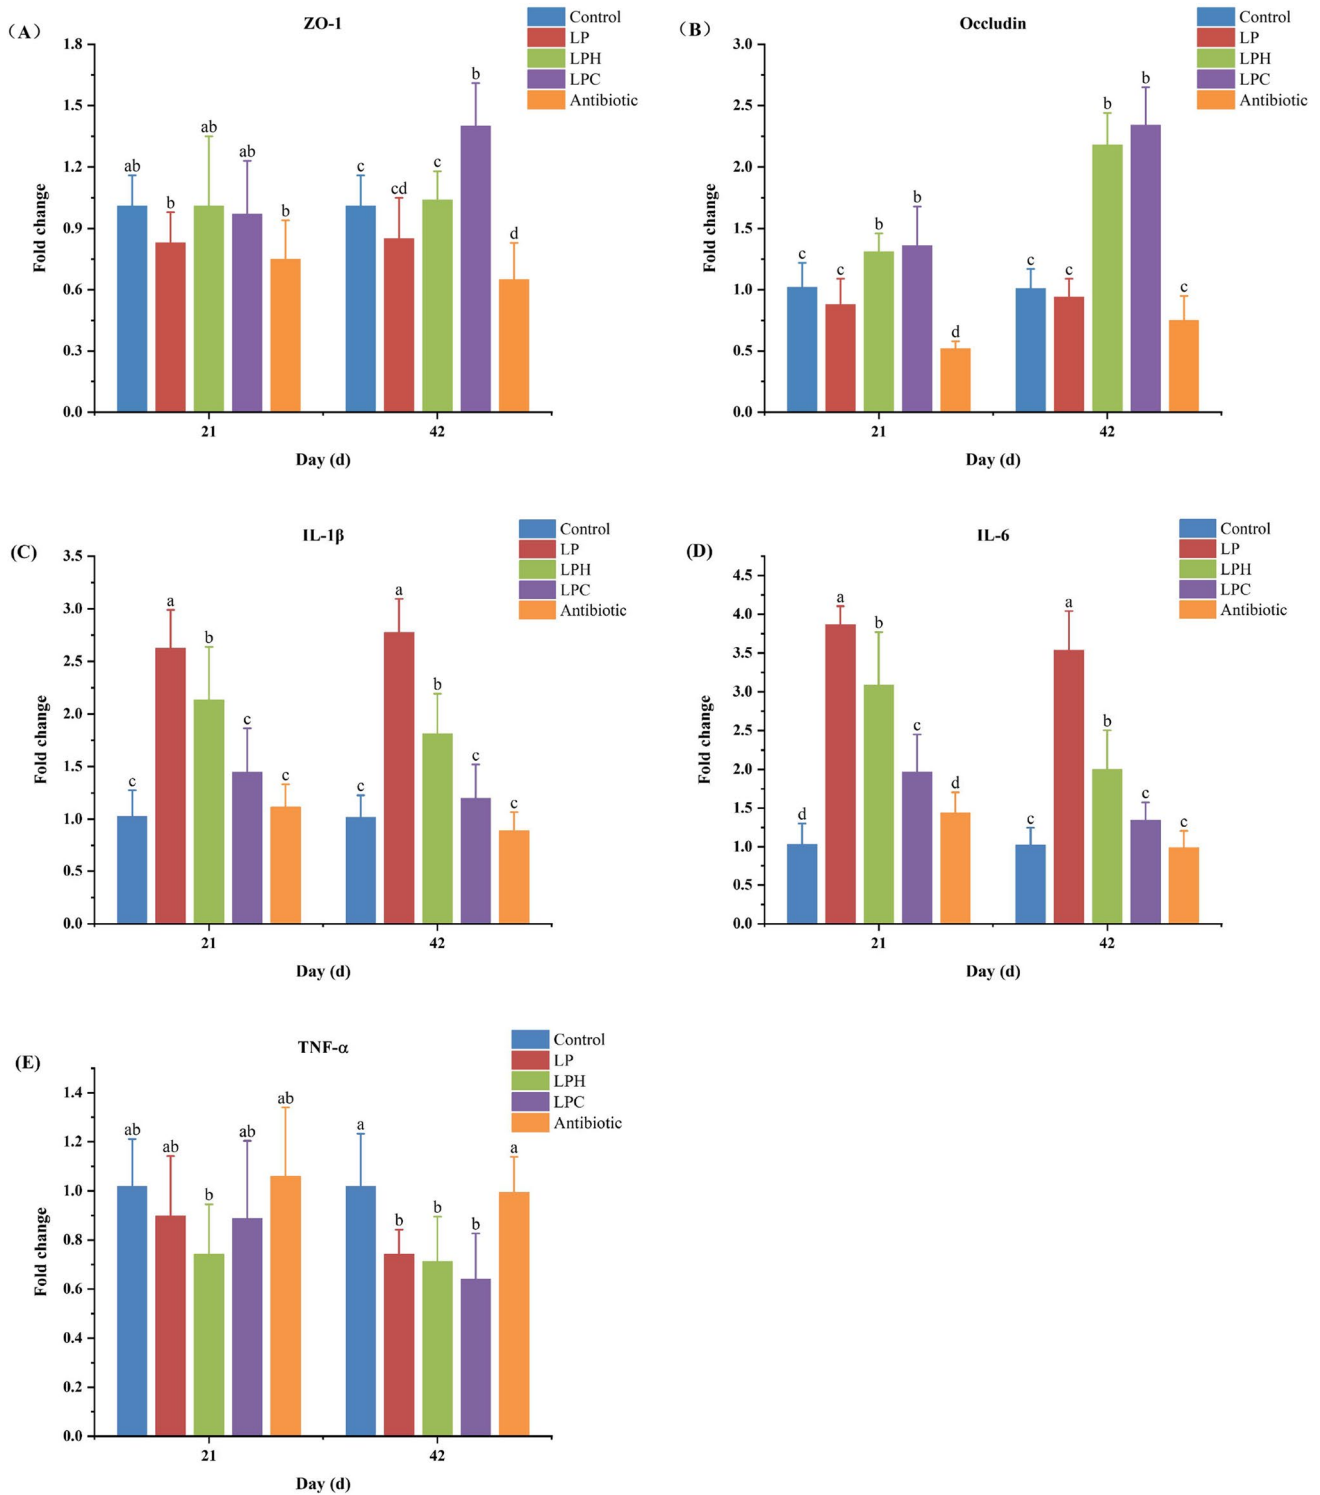 （A）
ZO-1
Control
LP
LPH
LPC
Antibiotic
1.8
1.5
1.2
0.9
0.6
0.3
0.0
Fold change
ab
b
ab
ab
b
c
cd
c
b
d
21
42
Day (d)
(B）
Occludin
Control
LP
LPH
LPC
Antibiotic
3.0
2.5
2.0
1.5
1.0
0.5
0.0
Fold change
c
c
b
b
d
c
c
b
b
c
21
42
Day (d)
(C)
IL-1β
Control
LP
LPH
LPC
Antibiotic
3.5
3.0
2.5
2.0
1.5
1.0
0.5
0.0
Fold change
c
a
b
c
c
c
a
b
c
c
21
42
Day (d)
(D)
IL-6
Control
LP
LPH
LPC
Antibiotic
4.5
4.0
3.5
3.0
2.5
2.0
1.5
1.0
0.5
0.0
Fold change
d
a
b
c
d
c
a
b
c
c
21
42
Day (d)
(E)
TNF-α
Control
LP
LPH
LPC
Antibiotic
1.4
1.2
1.0
0.8
0.6
0.4
0.2
0.0
Fold change
ab
ab
b
ab
ab
a
b
b
b
a
21
42
Day (d)